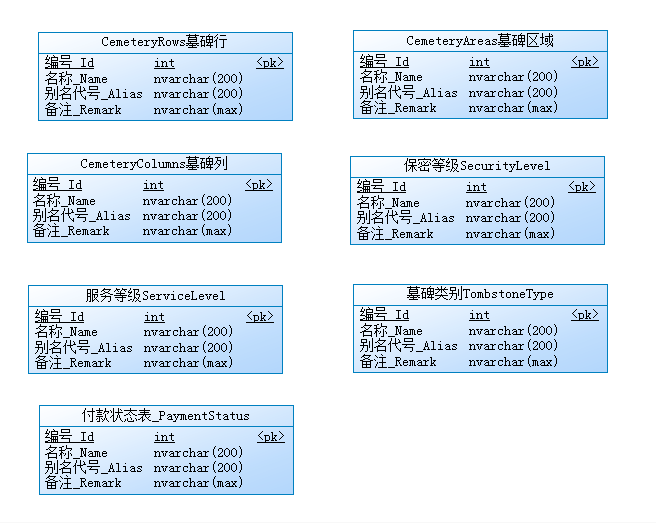 CemeteryRows墓碑行
编号_Id int <pk>
名称_Name nvarchar(200)
别名代号_Alias nvarchar(200)
备注_Remark nvarchar(max)
CemeteryAreas墓碑区域
编号_Id int <pk>
名称_Name nvarchar(200)
别名代号_Alias nvarchar(200)
备注_Remark nvarchar(max)
CemeteryColumns墓碑列
编号_Id int <pk>
名称_Name nvarchar(200)
别名代号_Alias nvarchar(200)
备注_Remark nvarchar(max)
保密等级SecurityLevel
编号_Id int <pk>
名称_Name nvarchar(200)
别名代号_Alias nvarchar(200)
备注_Remark nvarchar(max)
服务等级ServiceLevel
编号_Id int <pk>
名称_Name nvarchar(200)
别名代号_Alias nvarchar(200)
备注_Remark nvarchar(max)
墓碑类别TombstoneType
编号_Id int <pk>
名称_Name nvarchar(200)
别名代号_Alias nvarchar(200)
备注_Remark nvarchar(max)
付款状态表_PaymentStatus
编号_Id int <pk>
名称_Name nvarchar(200)
别名代号_Alias nvarchar(200)
备注_Remark nvarchar(max)